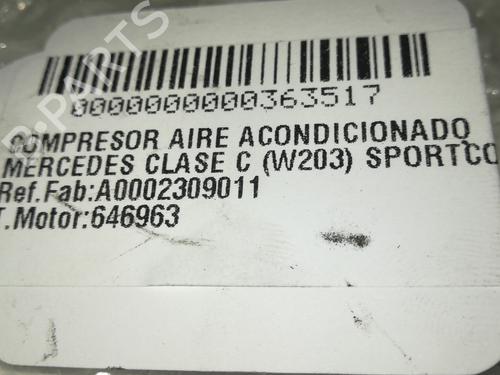 0000000000363517
COMPRESOR AIRE ACONDICIONADO
MERCEDES CLASE C (W203) SPORTCO
Ref.Fab:A0002309011
T.Motor:646963
B-PARTS